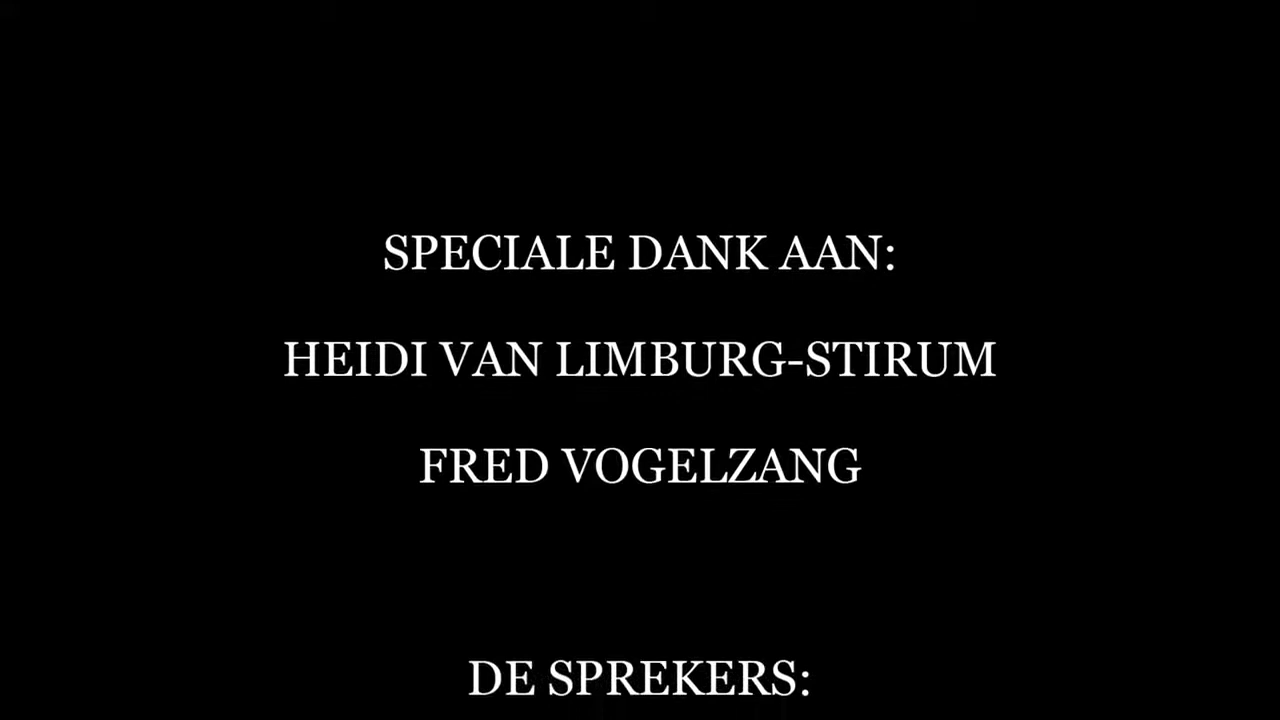 SPECIALE DANK AAN:
HEIDI VAN LIMBURG-STIRUM
FRED VOGELZANG
DE SPREKERS: